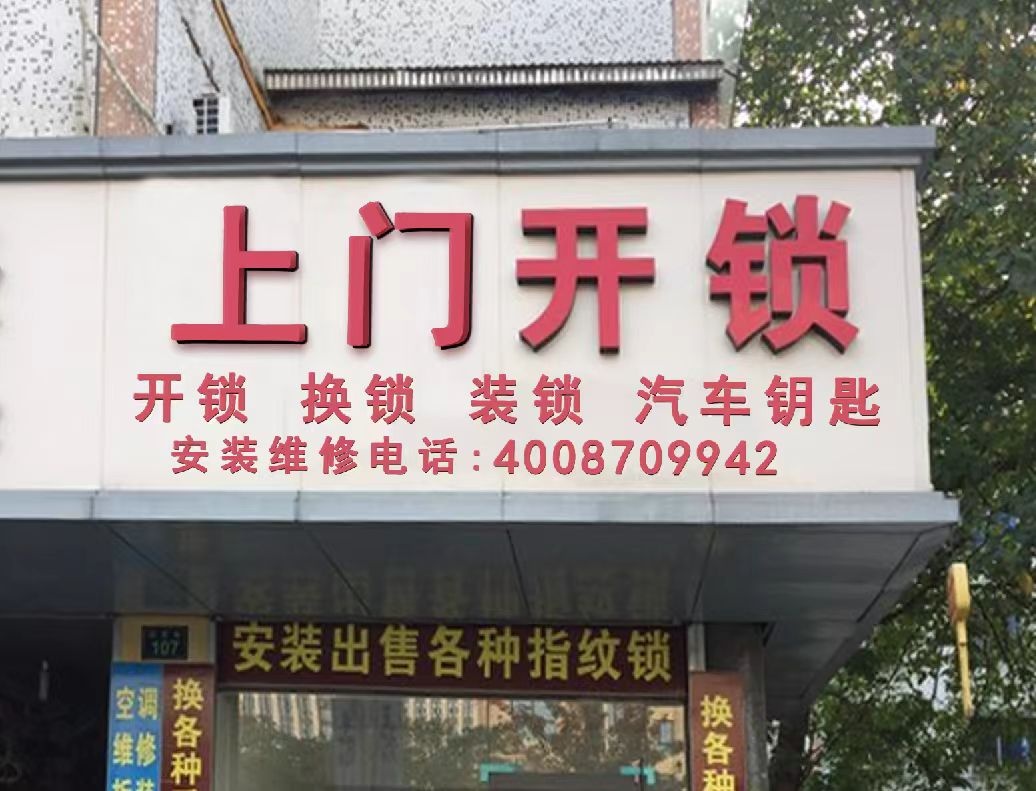 上门开锁
开锁 换锁 装锁 汽车钥匙
安装维修电话:4008709942
安装出售各种指纹锁
107
空调
维修
换各种
换各种